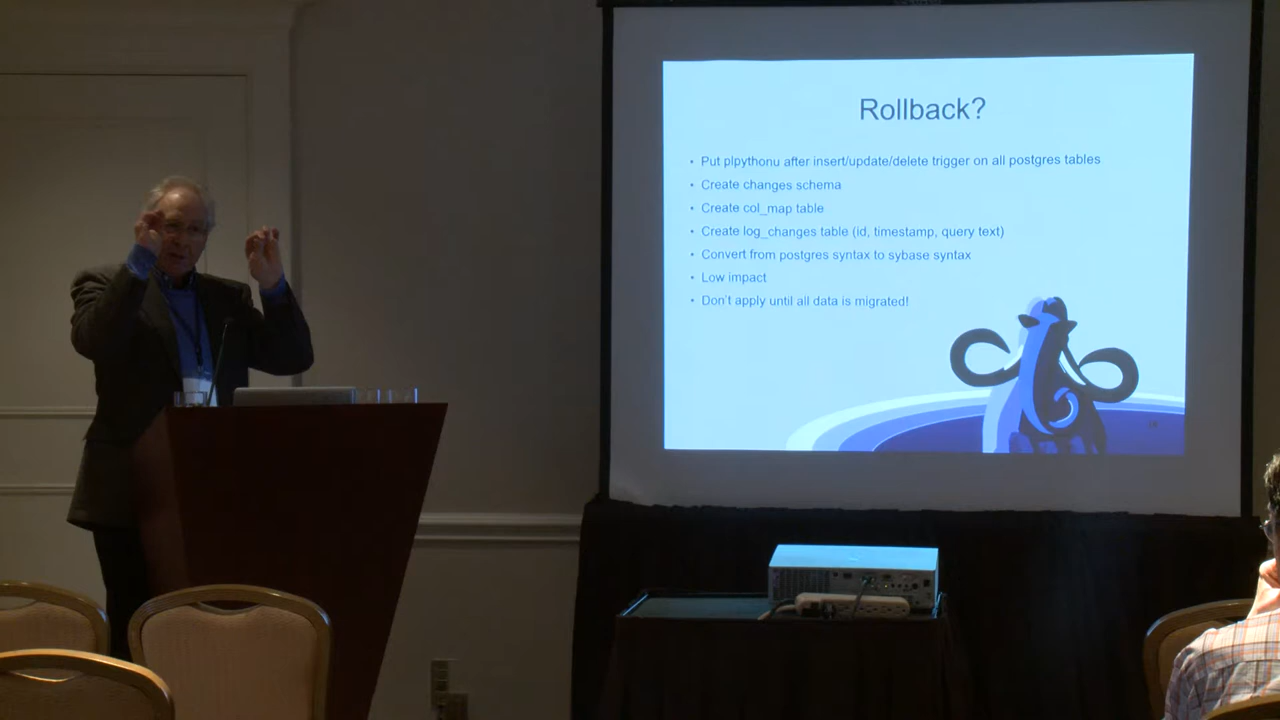 Rollback?
• Put plpythonu after insert/update/delete trigger on all postgres tables
• Create changes schema
• Create col_map table
• Create log_changes table (id, timestamp, query text)
• Convert from postgres syntax to sybase syntax
• Low impact
• Don't apply until all data is migrated!